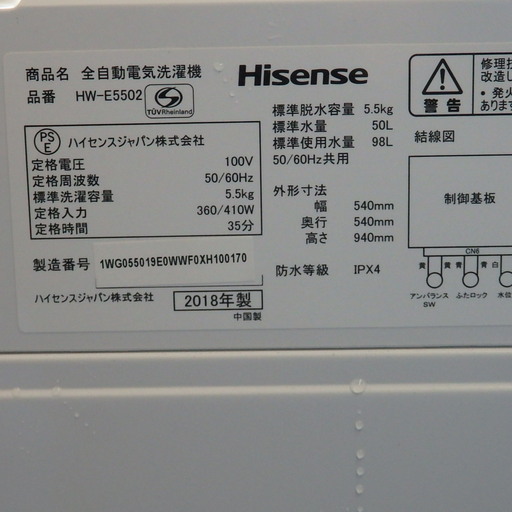 商品名 全自動電気洗濯機
品番 HW-E5502
TÜVRheinland
Hisense
PSE
ハイセンスジャパン株式会社
定格電圧 100V
定格周波数 50/60Hz
標準洗濯容量 5.5kg
定格入力 360/410W
定格時間 35分
製造番号 1WG055019E0WWF0XH100170
ハイセンスジャパン株式会社
2018年製
中国製
標準脱水容量 5.5kg
標準水量 50L
標準使用水量 98L
50/60Hz共用
外形寸法
幅 540mm
奥行 540mm
高さ 940mm
防水等級 IPX4
警告
修理技
改造し
・発火
あります
結線図
制御基板
CN6
黄 黄 青 青 白
アンバランス SW
ふたロック
水位